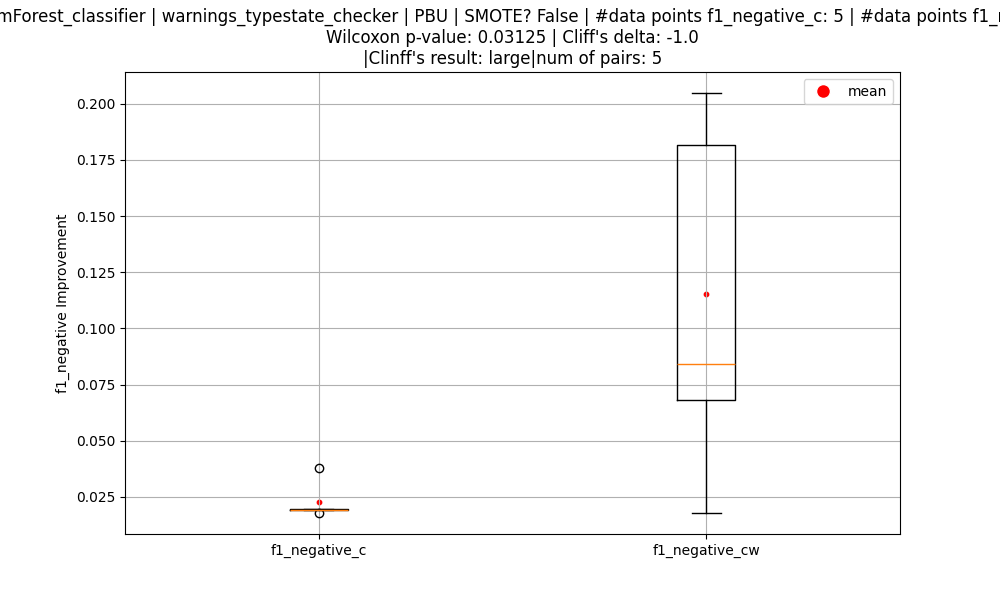 mForest_classifier | warnings_typestate_checker | PBU | SMOTE? False | #data points f1_negative_c: 5 | #data points f1_
Wilcoxon p-value: 0.03125 | Cliff's delta: -1.0
|Clinff's result: large|num of pairs: 5
mean
0.200
0.175
0.150
0.125
0.100
0.075
0.050
0.025
f1_negative Improvement
f1_negative_c
f1_negative_cw